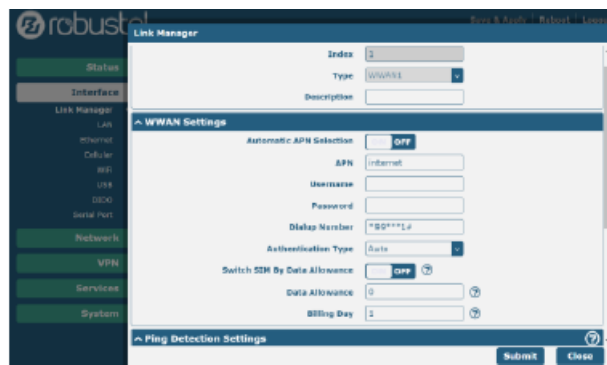 robustel
Save & Apply | Reboot | Logout
Link Manager
Status
Interface
Link Manager
LAN
Ethernet
Cellular
WiFi
USB
DIDO
Serial Port
Network
VPN
Services
System
Index 1
Type WWAN1 v
Description
^ WWAN Settings
Automatic APN Selection OFF
APN internet
Username
Password
Dialup Number *99***1#
Authentication Type Auto v
Switch SIM By Data Allowance OFF ?
Data Allowance 0 ?
Billing Day 1 ?
^ Ping Detection Settings ?
Submit Close